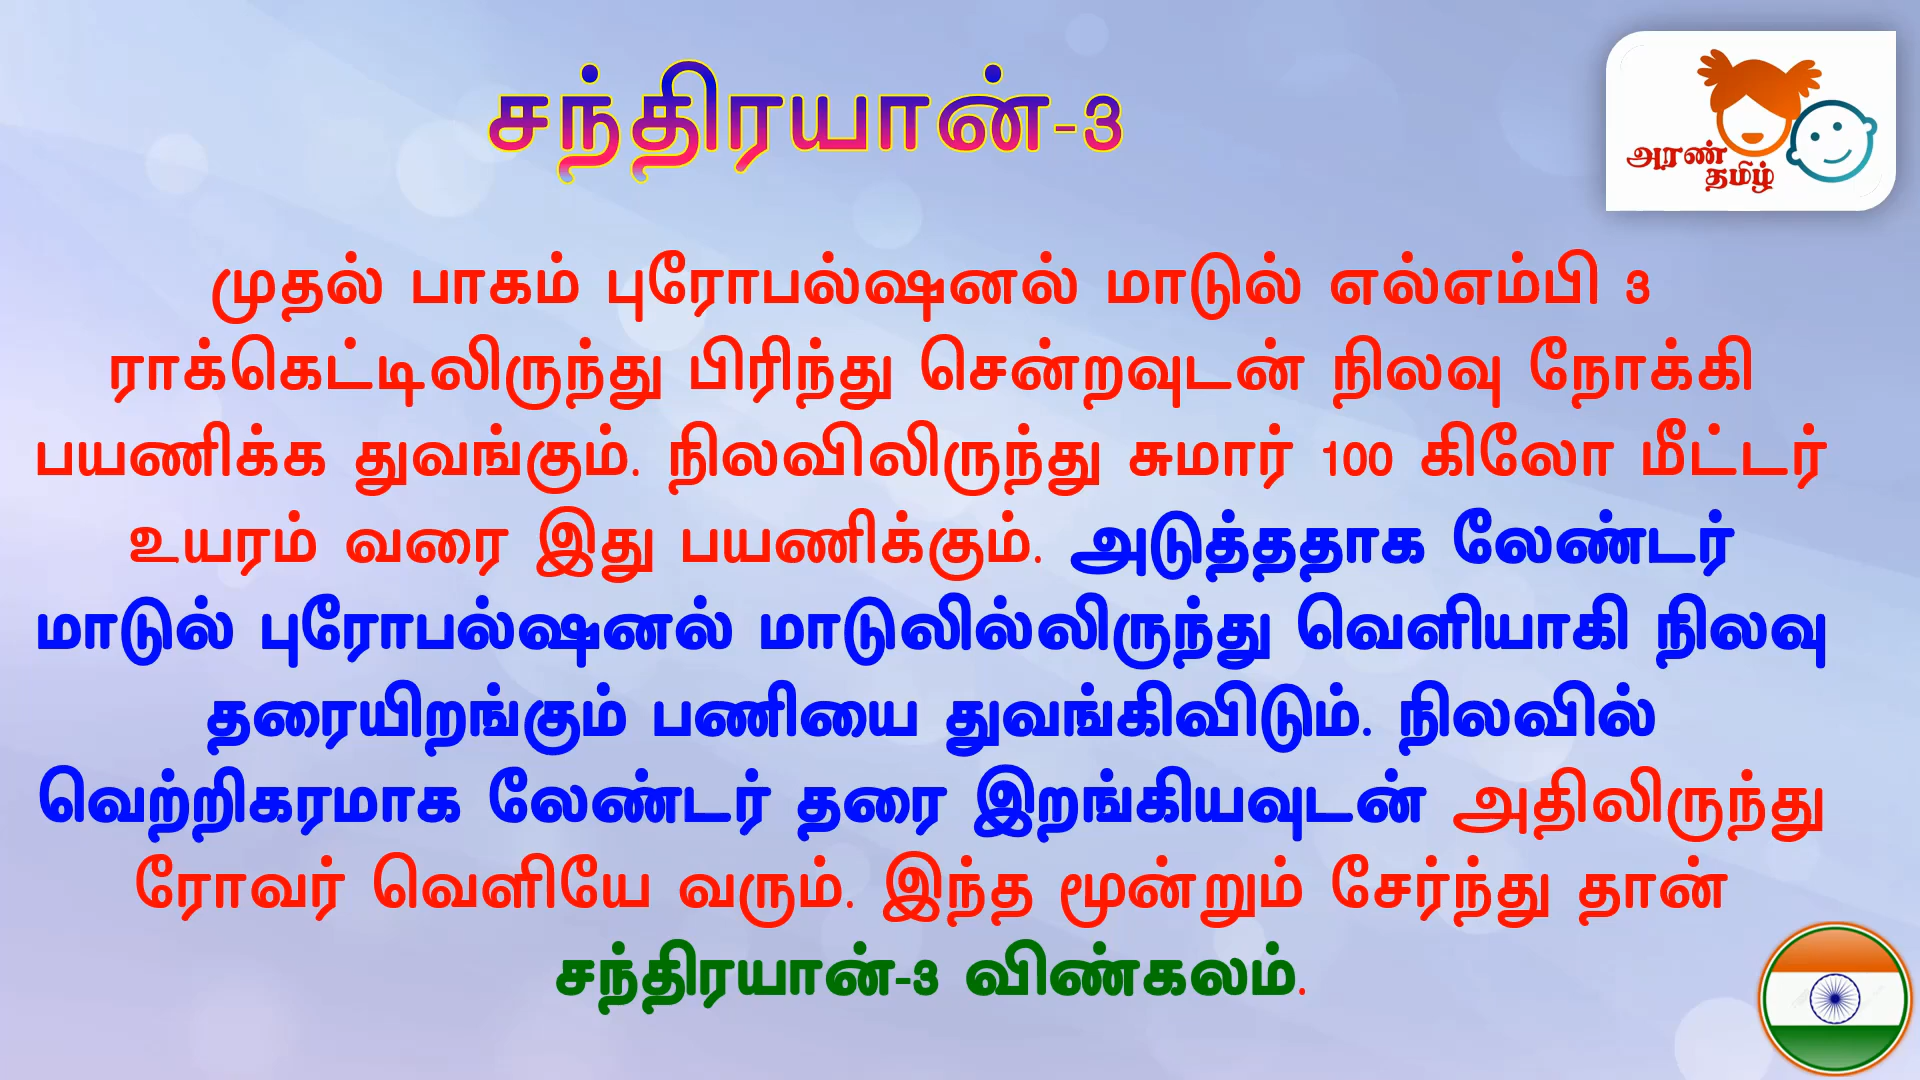 சந்திரயான்-3
அரண்
தமிழ்
முதல் பாகம் புரோபல்ஷனல் மாடுல் எல்எம்பி 3
ராக்கெட்டிலிருந்து பிரிந்து சென்றவுடன் நிலவு நோக்கி
பயணிக்க துவங்கும். நிலவிலிருந்து சுமார் 100 கிலோ மீட்டர்
உயரம் வரை இது பயணிக்கும். அடுத்ததாக லேண்டர்
மாடுல் புரோபல்ஷனல் மாடுலில்லிருந்து வெளியாகி நிலவு
தரையிறங்கும் பணியை துவங்கிவிடும். நிலவில்
வெற்றிகரமாக லேண்டர் தரை இறங்கியவுடன் அதிலிருந்து
ரோவர் வெளியே வரும். இந்த மூன்றும் சேர்ந்து தான்
சந்திரயான்-3 விண்கலம்.